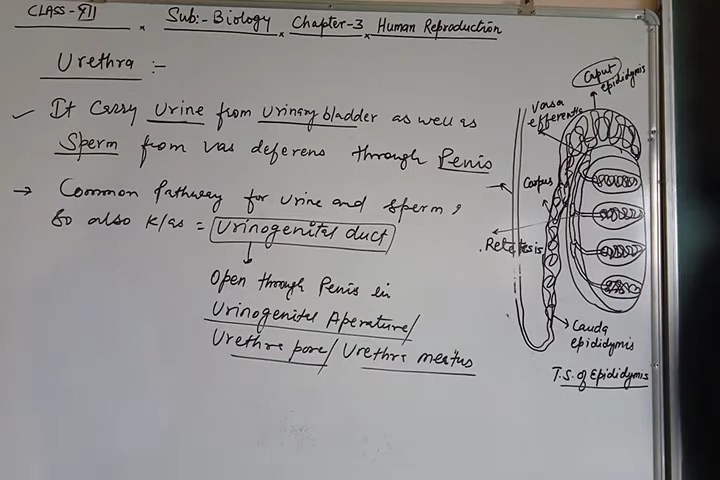 CLASS-XII Sub:- Biology Chapter-3 Human Reproduction
Urethra :-
It Carry Urine from Urinary bladder as well as
Sperm from vas deferens through Penis
→ Common Pathway for urine and sperm,
so also k/as = Urinogenital duct
Open through Penis in
Urinogenital Aperature/
Urethra pore/ Urethra meatus
Caput
epididymis
Vasa
efferentia
Corpus
Rete testis
Cauda
epididymis
T.S. of Epididymis